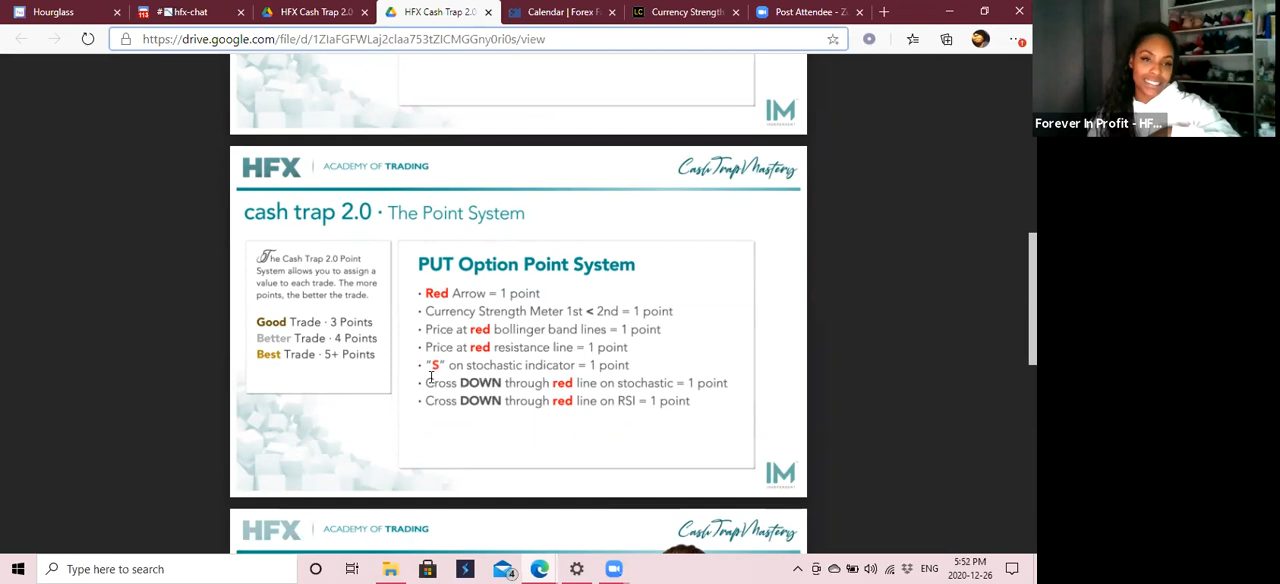 Hourglass
# hfx-chat
HFX Cash Trap 2.0
HFX Cash Trap 2.0
Calendar | Forex F
Currency Strength
Post Attendee - Z
113
https://drive.google.com/file/d/1ZIaFGFWLaj2claa753tZICMGGny0ri0s/view
Forever In Profit - HF...
IM
INDEPENDENT
HFX | ACADEMY OF TRADING
Cash Trap Mastery
cash trap 2.0 · The Point System
The Cash Trap 2.0 Point
System allows you to assign a
value to each trade. The more
points, the better the trade.
Good Trade · 3 Points
Better Trade · 4 Points
Best Trade · 5+ Points
PUT Option Point System
· Red Arrow = 1 point
· Currency Strength Meter 1st < 2nd = 1 point
· Price at red bollinger band lines = 1 point
· Price at red resistance line = 1 point
· “S” on stochastic indicator = 1 point
· Cross DOWN through red line on stochastic = 1 point
· Cross DOWN through red line on RSI = 1 point
IM
INDEPENDENT
HFX | ACADEMY OF TRADING
Cash Trap Mastery
Type here to search
4
ENG
5:52 PM
2020-12-26